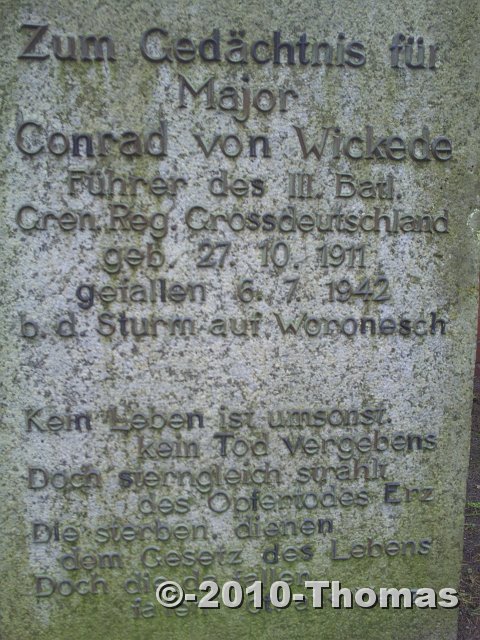 Zum Gedächtnis für
Major
Conrad von Wickede
Führer des III. Batl.
Gren. Reg. Grossdeutschland
geb. 27. 10. 1911
gefallen 6. 7. 1942
b. d. Sturm auf Woronesch
Kein Leben ist umsonst.
kein Tod vergebens
Doch sterngleich strahlt
des Opfertodes Erz
Die sterben, dienen
dem Gesetz des Lebens
Doch die
©-2010-Thomas